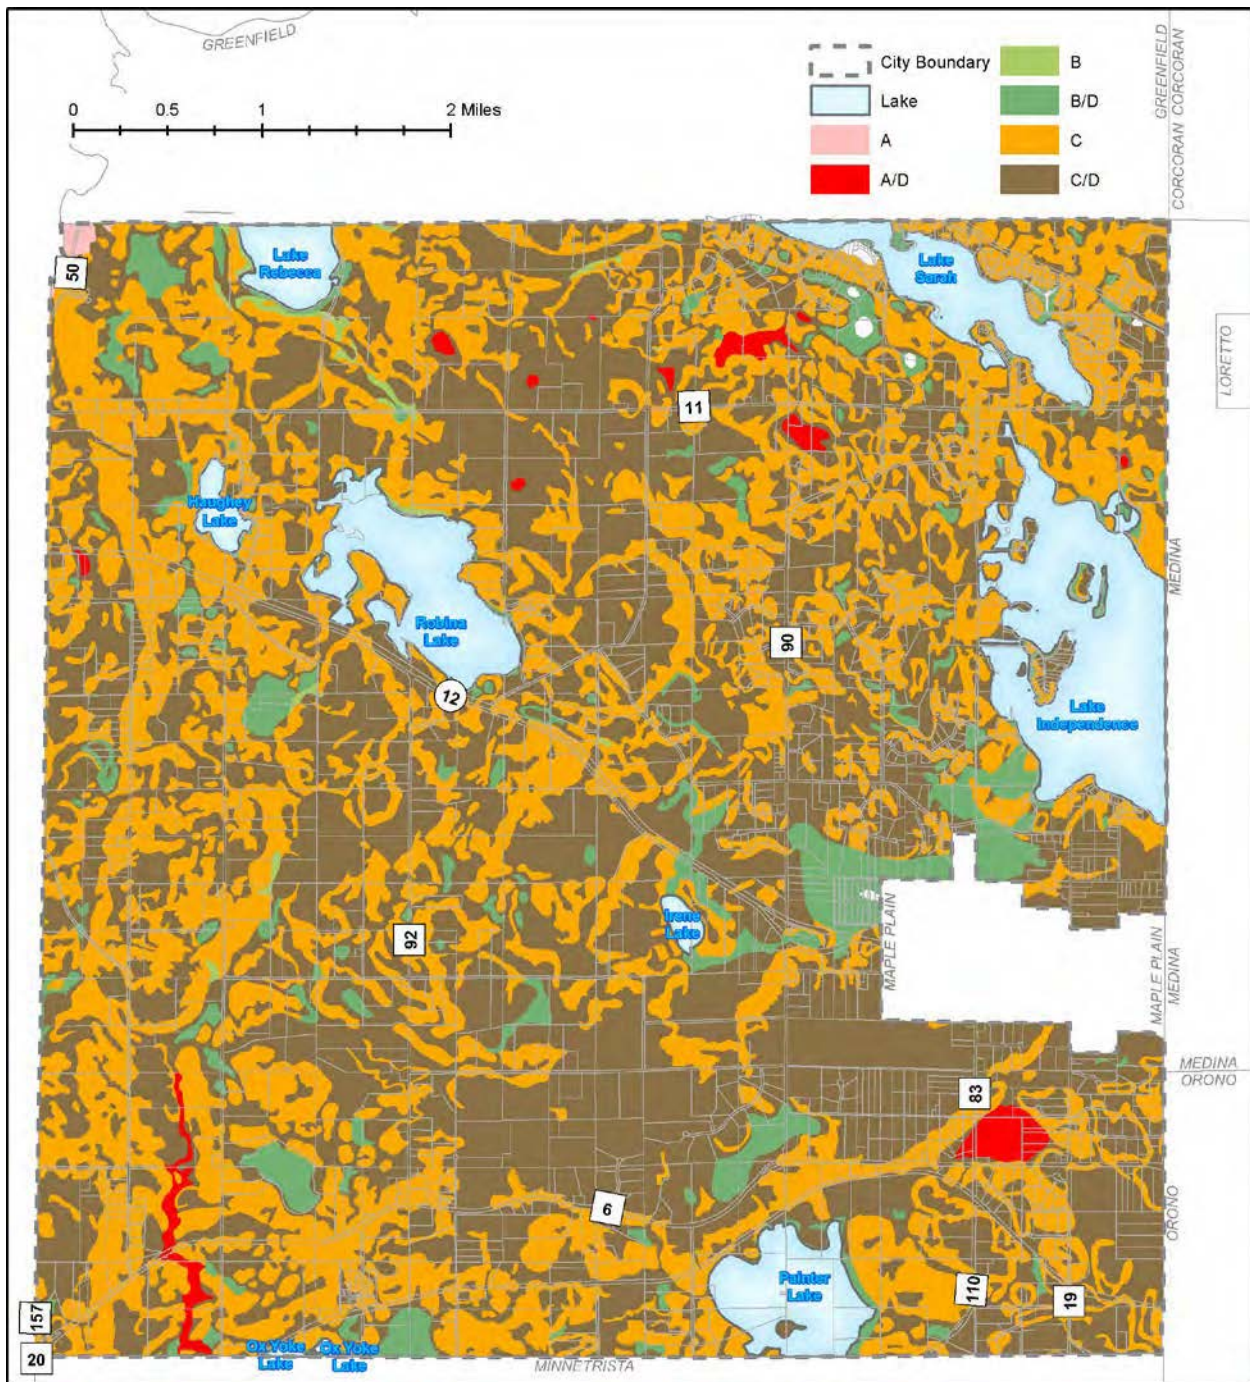 GREENFIELD
0 0.5 1 2 Miles
City Boundary
Lake
A
A/D
B
B/D
C
C/D
GREENFIELD
CORCORAN
CORCORAN
50
Lake
Rebecca
Lake
Sarah
LORETTO
11
Haughey
Lake
MEDINA
Robina
Lake
90
12
Lake
Independence
Irene
Lake
92
MAPLE PLAIN
MAPLE PLAIN
MEDINA
MEDINA
ORONO
83
6
ORONO
Painter
Lake
110
19
157
20
Ox Yoke
Lake
Ox Yoke
Lake
MINNETRISTA